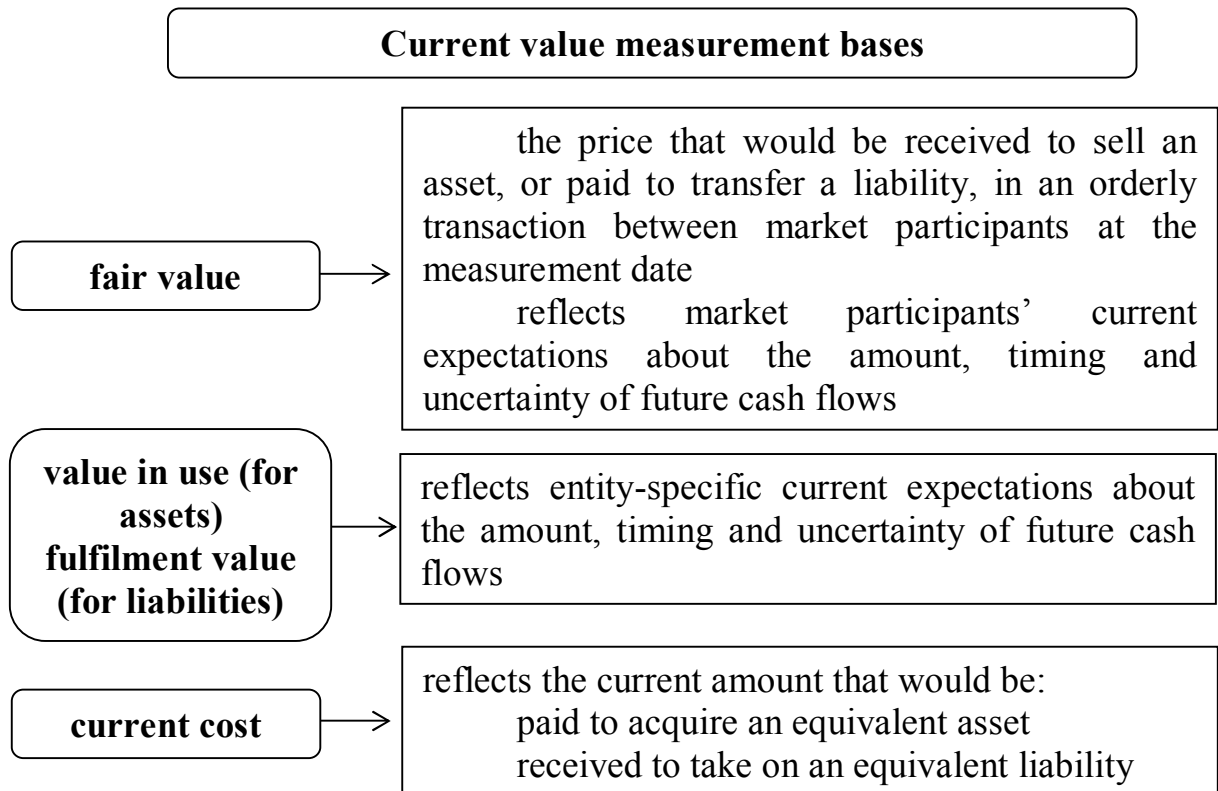 Current value measurement bases
the price that would be received to sell an
asset, or paid to transfer a liability, in an orderly
transaction between market participants at the
measurement date
reflects market participants’ current
expectations about the amount, timing and
uncertainty of future cash flows
fair value
value in use (for
assets)
fulfilment value
(for liabilities)
reflects entity-specific current expectations about
the amount, timing and uncertainty of future cash
flows
current cost
reflects the current amount that would be:
paid to acquire an equivalent asset
received to take on an equivalent liability